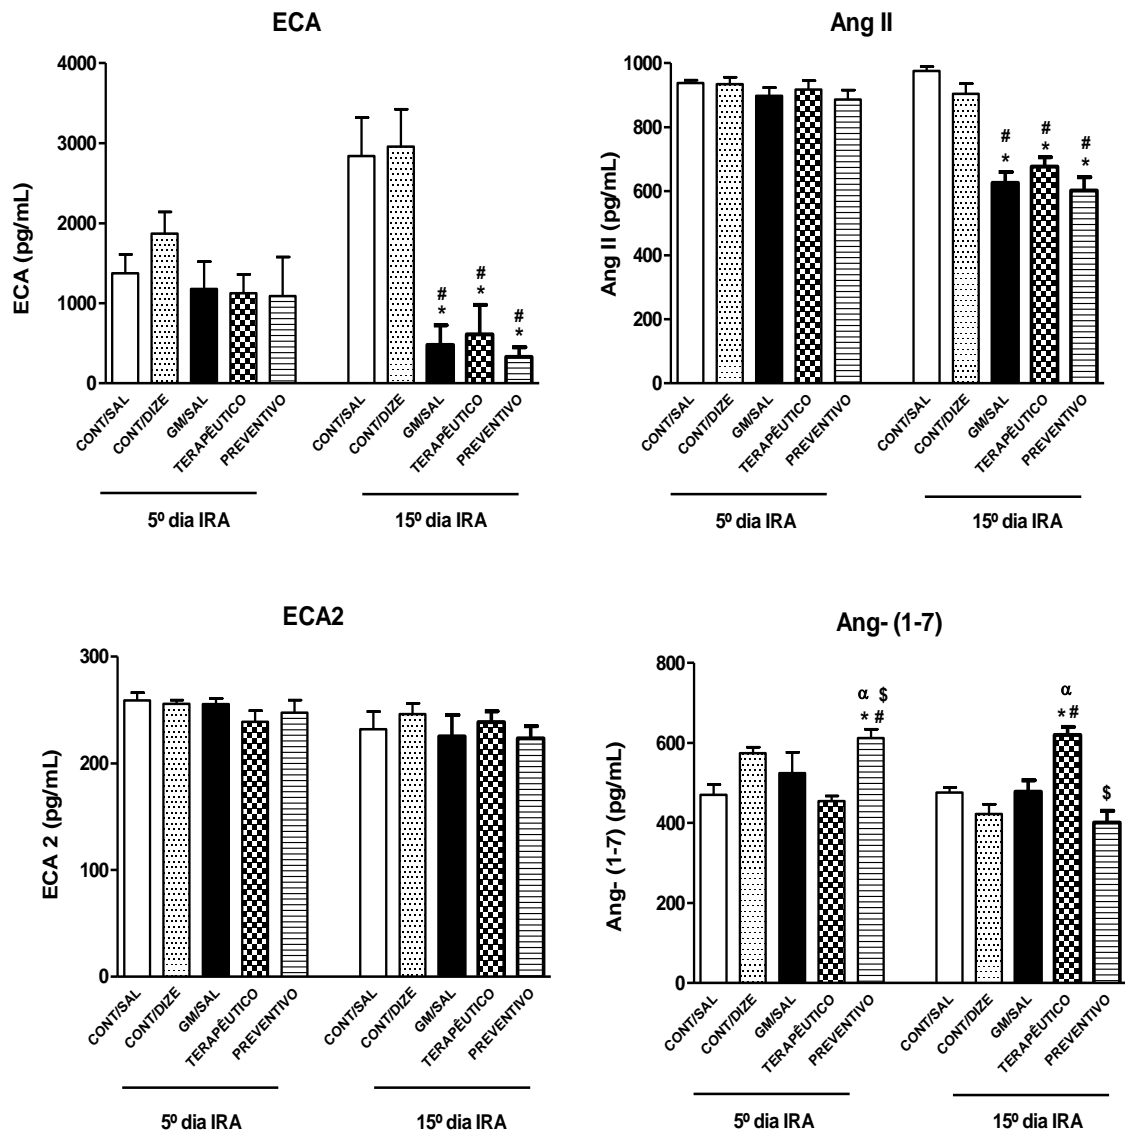 ECA
ECA (pg/mL)
4000
3000
2000
1000
0
# * # * # *
CONT/SAL CONT/DIZE GM/SAL TERAPÊUTICO PREVENTIVO CONT/SAL CONT/DIZE GM/SAL TERAPÊUTICO PREVENTIVO
5º dia IRA 15º dia IRA
Ang II
Ang II (pg/mL)
1000
800
600
400
200
0
# * # * # *
CONT/SAL CONT/DIZE GM/SAL TERAPÊUTICO PREVENTIVO CONT/SAL CONT/DIZE GM/SAL TERAPÊUTICO PREVENTIVO
5º dia IRA 15º dia IRA
ECA2
ECA 2 (pg/mL)
300
200
100
0
CONT/SAL CONT/DIZE GM/SAL TERAPÊUTICO PREVENTIVO CONT/SAL CONT/DIZE GM/SAL TERAPÊUTICO PREVENTIVO
5º dia IRA 15º dia IRA
Ang- (1-7)
Ang- (1-7) (pg/mL)
800
600
400
200
0
α $ α
* # * #
$
CONT/SAL CONT/DIZE GM/SAL TERAPÊUTICO PREVENTIVO CONT/SAL CONT/DIZE GM/SAL TERAPÊUTICO PREVENTIVO
5º dia IRA 15º dia IRA